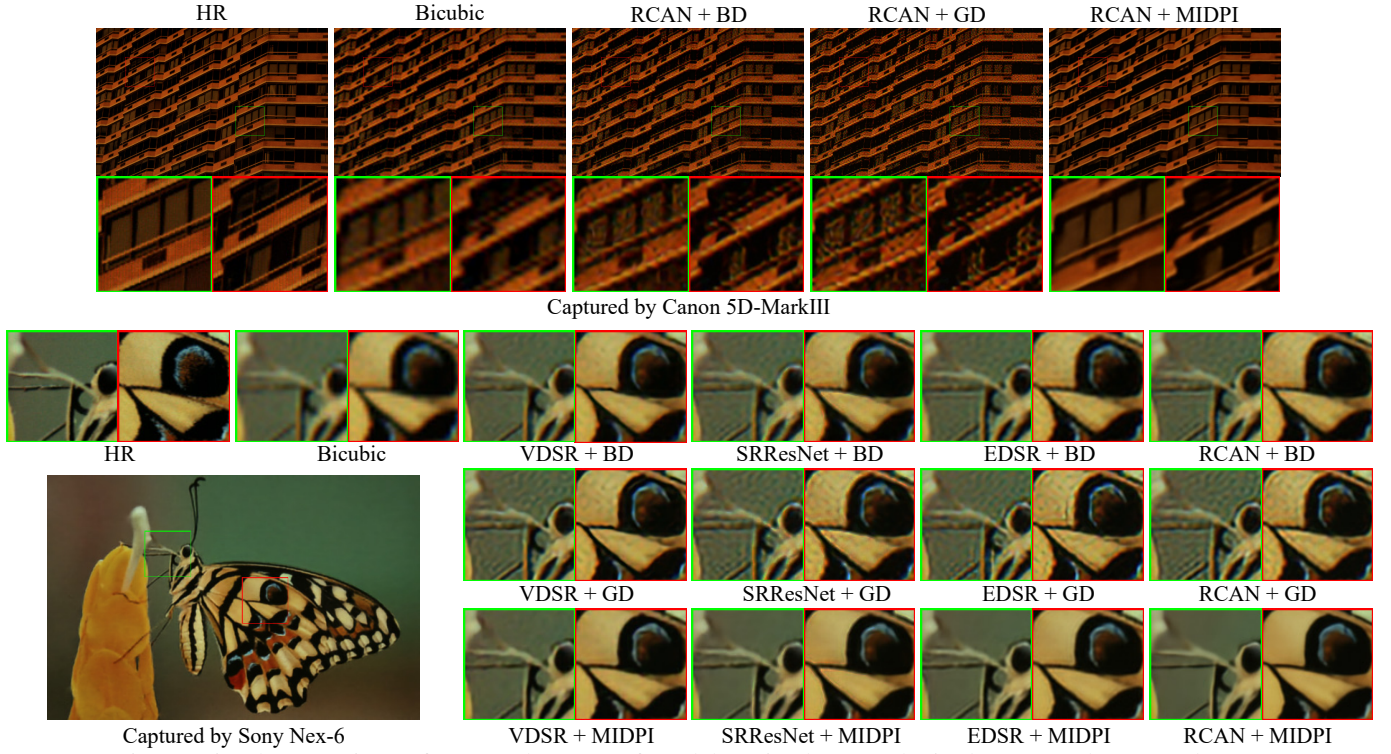 HR Bicubic RCAN + BD RCAN + GD RCAN + MIDPI
Captured by Canon 5D-MarkIII
HR Bicubic VDSR + BD SRResNet + BD EDSR + BD RCAN + BD
VDSR + GD SRResNet + GD EDSR + GD RCAN + GD
Captured by Sony Nex-6 VDSR + MIDPI SRResNet + MIDPI EDSR + MIDPI RCAN + MIDPI